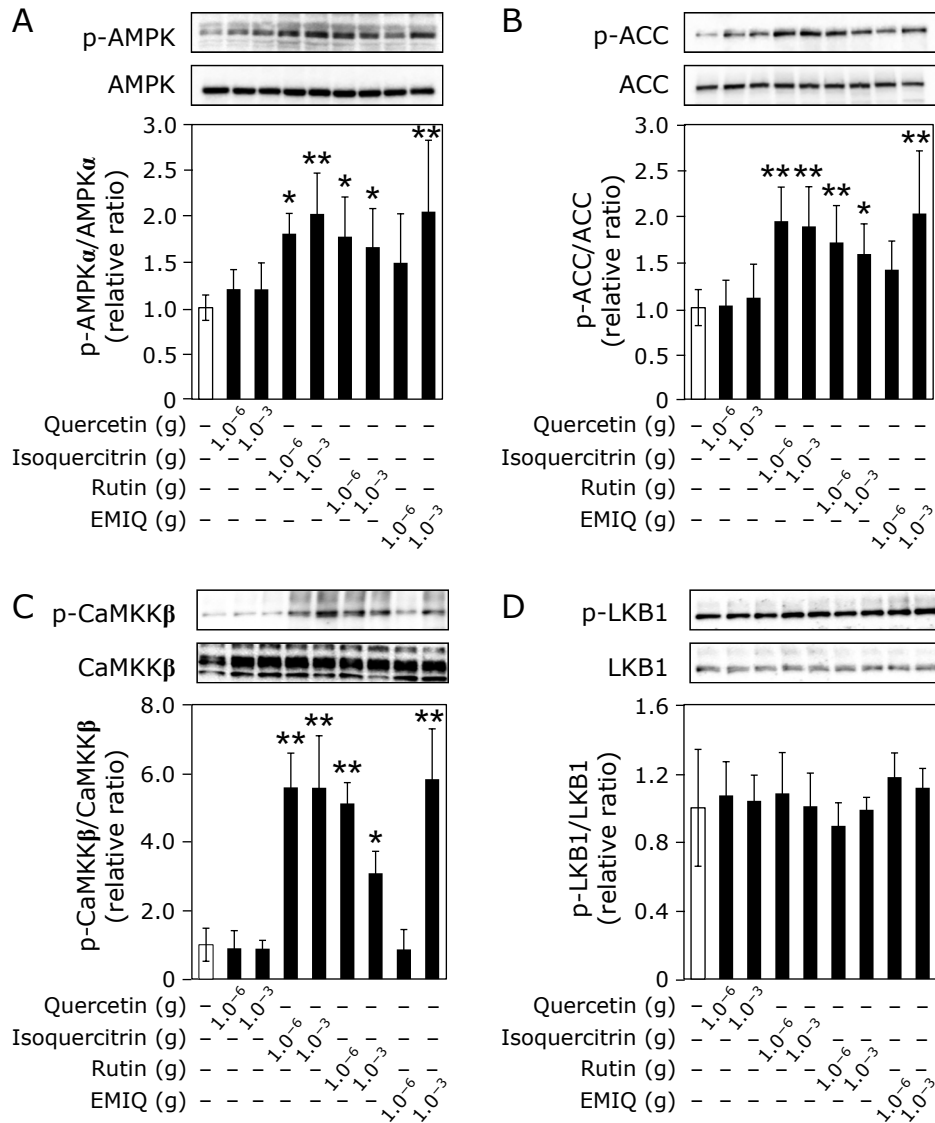 A
p-AMPK
AMPK
3.0
2.5
2.0
1.5
1.0
0.5
0
p-AMPKα/AMPKα
(relative ratio)
* ** * * **
Quercetin (g) – 1.0⁻⁶ 1.0⁻³ – – – – – –
Isoquercitrin (g) – – – 1.0⁻⁶ 1.0⁻³ – – – –
Rutin (g) – – – – – 1.0⁻⁶ 1.0⁻³ – –
EMIQ (g) – – – – – – – 1.0⁻⁶ 1.0⁻³
B
p-ACC
ACC
3.0
2.5
2.0
1.5
1.0
0.5
0
p-ACC/ACC
(relative ratio)
** ** ** * **
Quercetin (g) – 1.0⁻⁶ 1.0⁻³ – – – – – –
Isoquercitrin (g) – – – 1.0⁻⁶ 1.0⁻³ – – – –
Rutin (g) – – – – – 1.0⁻⁶ 1.0⁻³ – –
EMIQ (g) – – – – – – – 1.0⁻⁶ 1.0⁻³
C
p-CaMKKβ
CaMKKβ
8.0
6.0
4.0
2.0
0
p-CaMKKβ/CaMKKβ
(relative ratio)
** ** ** * **
Quercetin (g) – 1.0⁻⁶ 1.0⁻³ – – – – – –
Isoquercitrin (g) – – – 1.0⁻⁶ 1.0⁻³ – – – –
Rutin (g) – – – – – 1.0⁻⁶ 1.0⁻³ – –
EMIQ (g) – – – – – – – 1.0⁻⁶ 1.0⁻³
D
p-LKB1
LKB1
1.6
1.2
0.8
0.4
0
p-LKB1/LKB1
(relative ratio)
Quercetin (g) – 1.0⁻⁶ 1.0⁻³ – – – – – –
Isoquercitrin (g) – – – 1.0⁻⁶ 1.0⁻³ – – – –
Rutin (g) – – – – – 1.0⁻⁶ 1.0⁻³ – –
EMIQ (g) – – – – – – – 1.0⁻⁶ 1.0⁻³